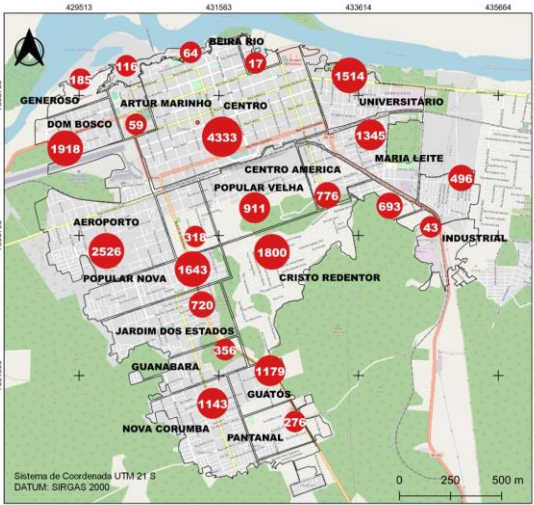 429513 431563 433614 435664
BEIRA RIO
64
17
116
1514
185
GENEROSO
ARTUR MARINHO
CENTRO
UNIVERSITÁRIO
DOM BOSCO
59
4333
1345
1918
MARIA LEITE
CENTRO AMERICA
496
POPULAR VELHA
776
693
911
AEROPORTO
43
318
INDUSTRIAL
2526
1800
1643
POPULAR NOVA
CRISTO REDENTOR
720
JARDIM DOS ESTADOS
356
GUANABARÁ
1179
GUATÓS
1143
276
NOVA CORUMBA
PANTANAL
Sistema de Coordenada UTM 21 S
DATUM: SIRGAS 2000
0 250 500 m